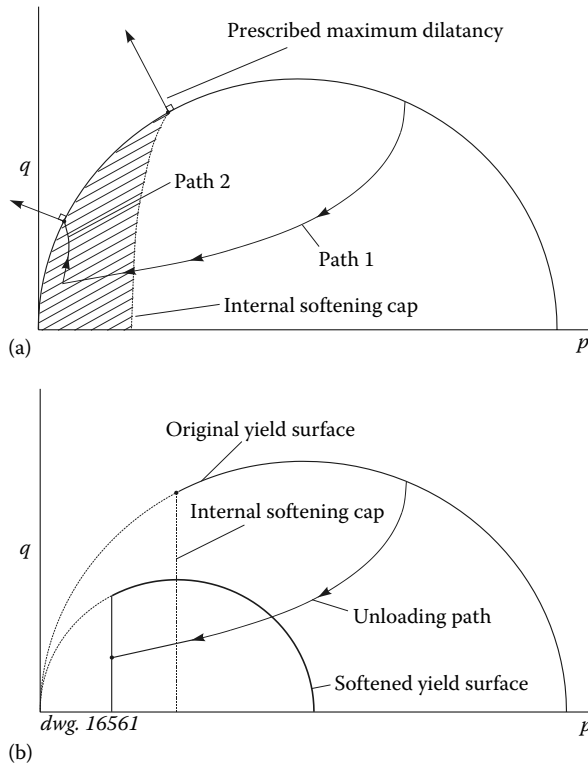 Prescribed maximum dilatancy
q
Path 2
Path 1
Internal softening cap
(a)
p
Original yield surface
Internal softening cap
q
Unloading path
Softened yield surface
dwg. 16561
p
(b)